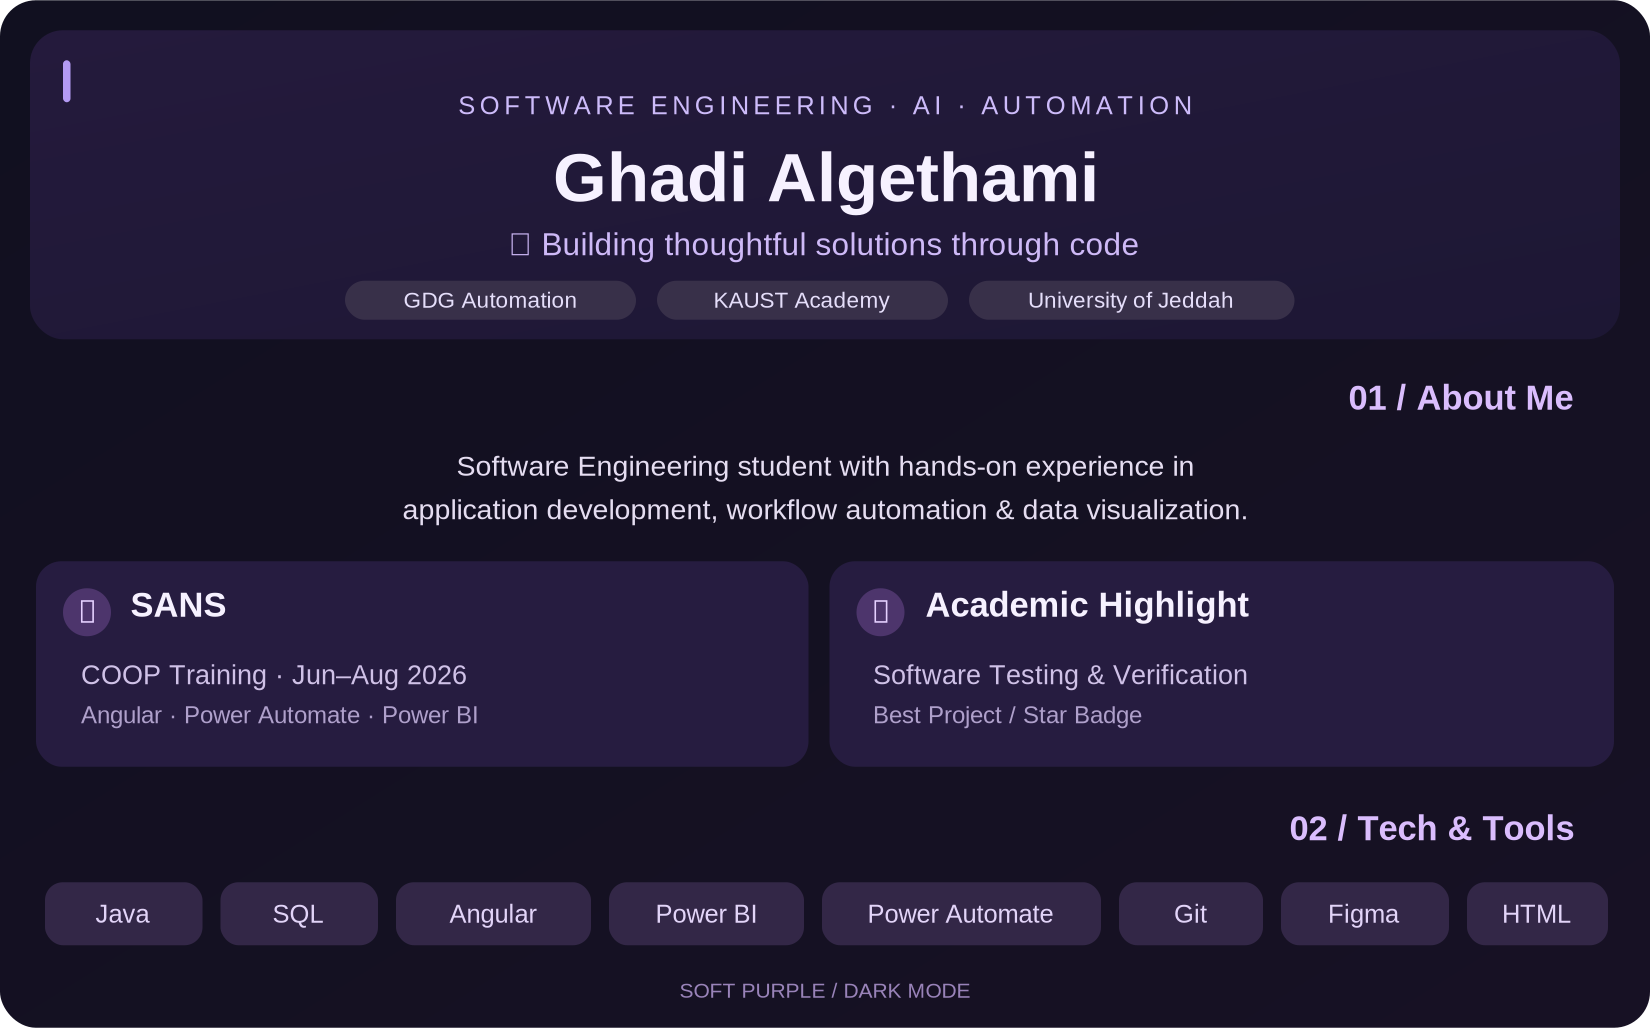 SOFTWARE ENGINEERING · AI · AUTOMATION
Ghadi Algethami
Building thoughtful solutions through code
GDG Automation
KAUST Academy
University of Jeddah
01 / About Me
Software Engineering student with hands-on experience in
application development, workflow automation & data visualization.
SANS
COOP Training · Jun–Aug 2026
Angular · Power Automate · Power BI
Academic Highlight
Software Testing & Verification
Best Project / Star Badge
02 / Tech & Tools
Java
SQL
Angular
Power BI
Power Automate
Git
Figma
HTML
SOFT PURPLE / DARK MODE